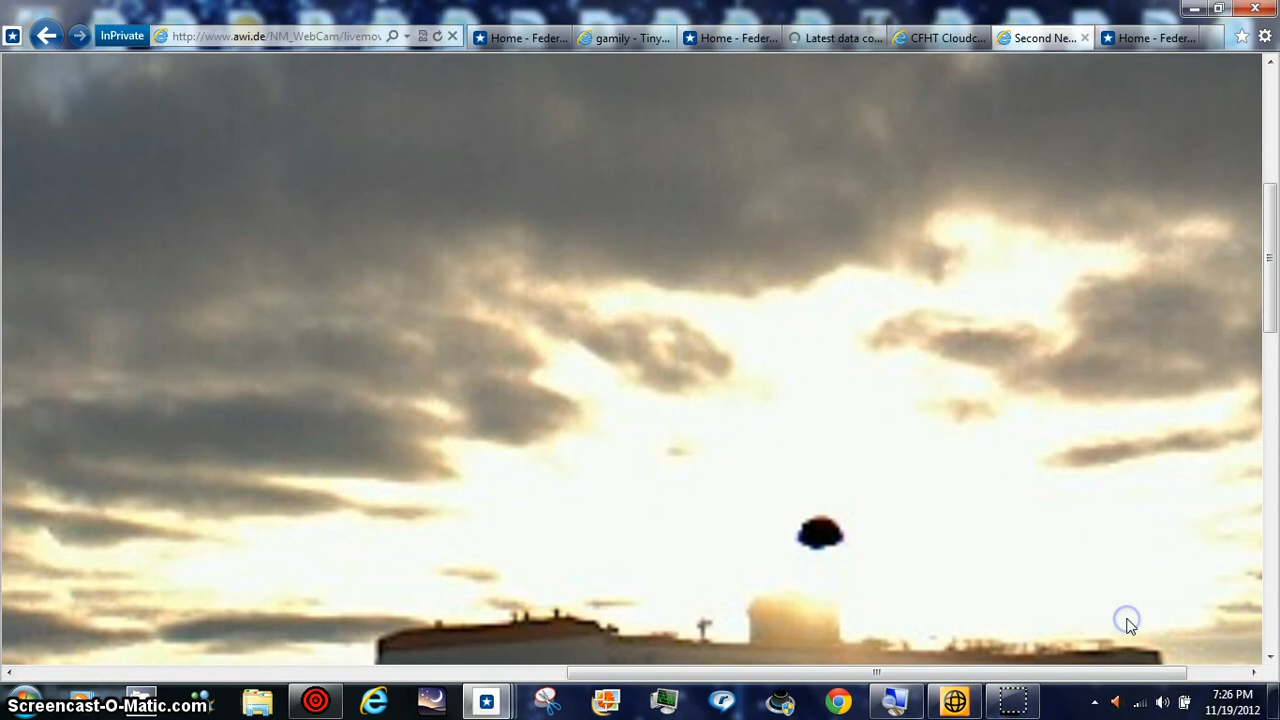 InPrivate
http://www.awi.de/NM_WebCam/livemov
Home - Feder...
gamily - Tiny...
Home - Feder...
Latest data co...
CFHT Cloudc...
Second Ne...
Home - Feder...
7:26 PM
11/19/2012
Screencast-O-Matic.com